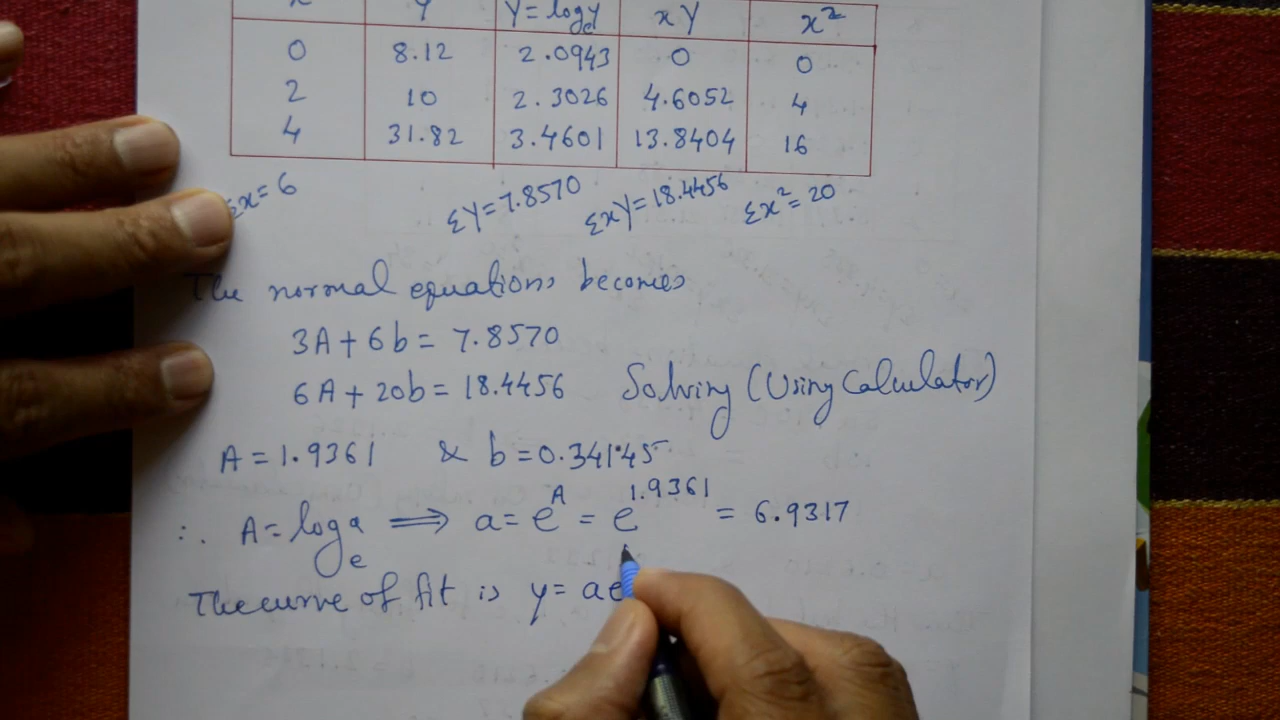 y Y=logₑy xY x²
0 8.12 2.0943 0 0
2 10 2.3026 4.6052 4
4 31.82 3.4601 13.8404 16
Σx=6 ΣY=7.8570 ΣxY=18.4456 Σx²=20
The normal equations becomes
3A+6b=7.8570
6A+20b=18.4456 Solving (Using Calculator)
A=1.9361 & b=0.34145
∴ A=logₑa ⟹ a=e^A=e^1.9361=6.9317
The curve of fit is y=ae